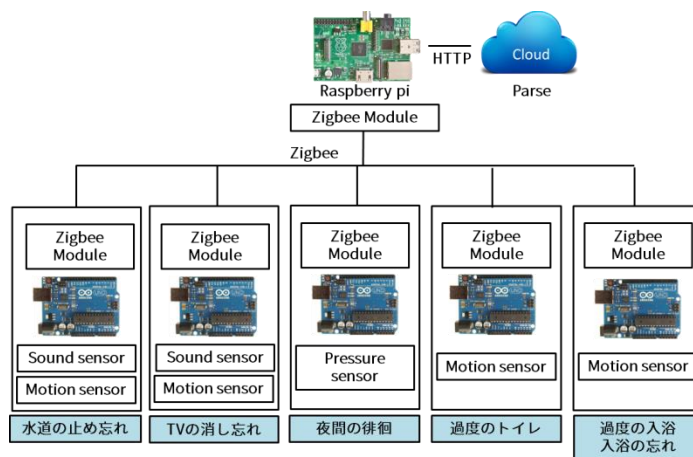 Cloud
HTTP
Raspberry pi
Parse
Zigbee Module
Zigbee
Zigbee
Module
Sound sensor
Motion sensor
水道の止め忘れ
Zigbee
Module
Sound sensor
Motion sensor
TVの消し忘れ
Zigbee
Module
Pressure
sensor
夜間の徘徊
Zigbee
Module
Motion sensor
過度のトイレ
Zigbee
Module
Motion sensor
過度の入浴
入浴の忘れ